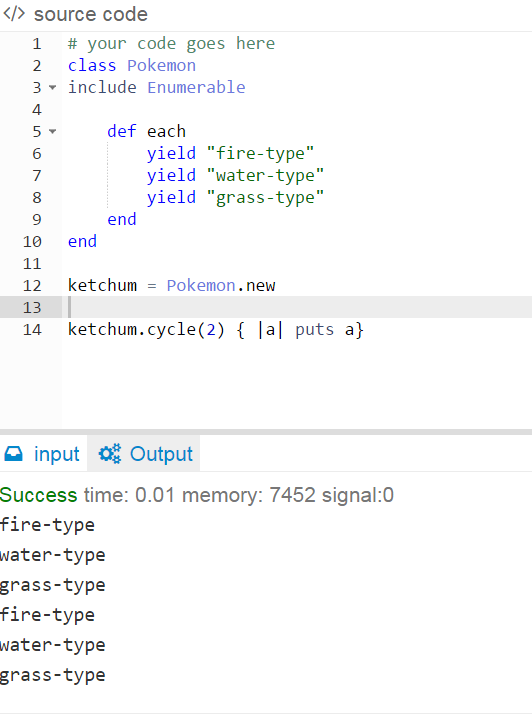 </> source code
1 # your code goes here
2 class Pokemon
3 include Enumerable
4
5 def each
6 yield "fire-type"
7 yield "water-type"
8 yield "grass-type"
9 end
10 end
11
12 ketchum = Pokemon.new
13
14 ketchum.cycle(2) { |a| puts a}
input Output
Success time: 0.01 memory: 7452 signal:0
fire-type
water-type
grass-type
fire-type
water-type
grass-type